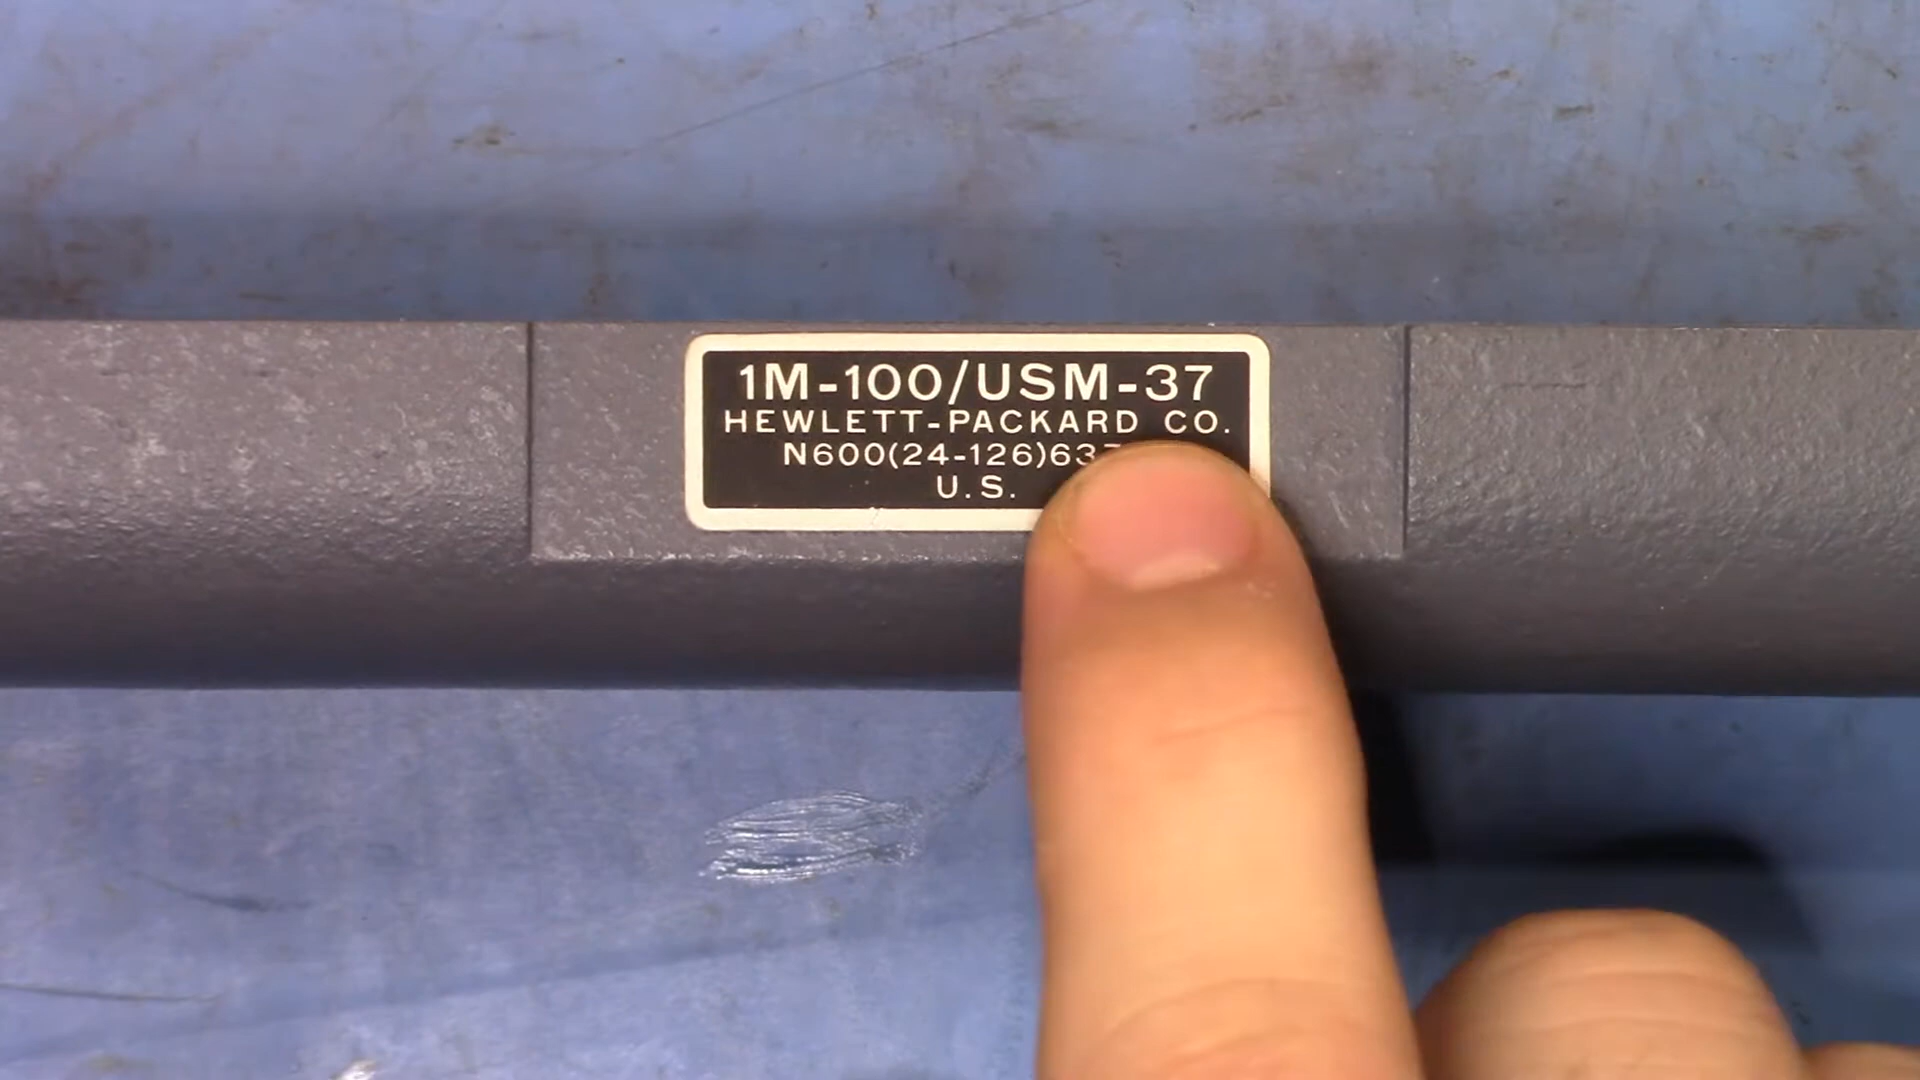 1M-100/USM-37
HEWLETT-PACKARD CO.
N600(24-126)63
U.S.